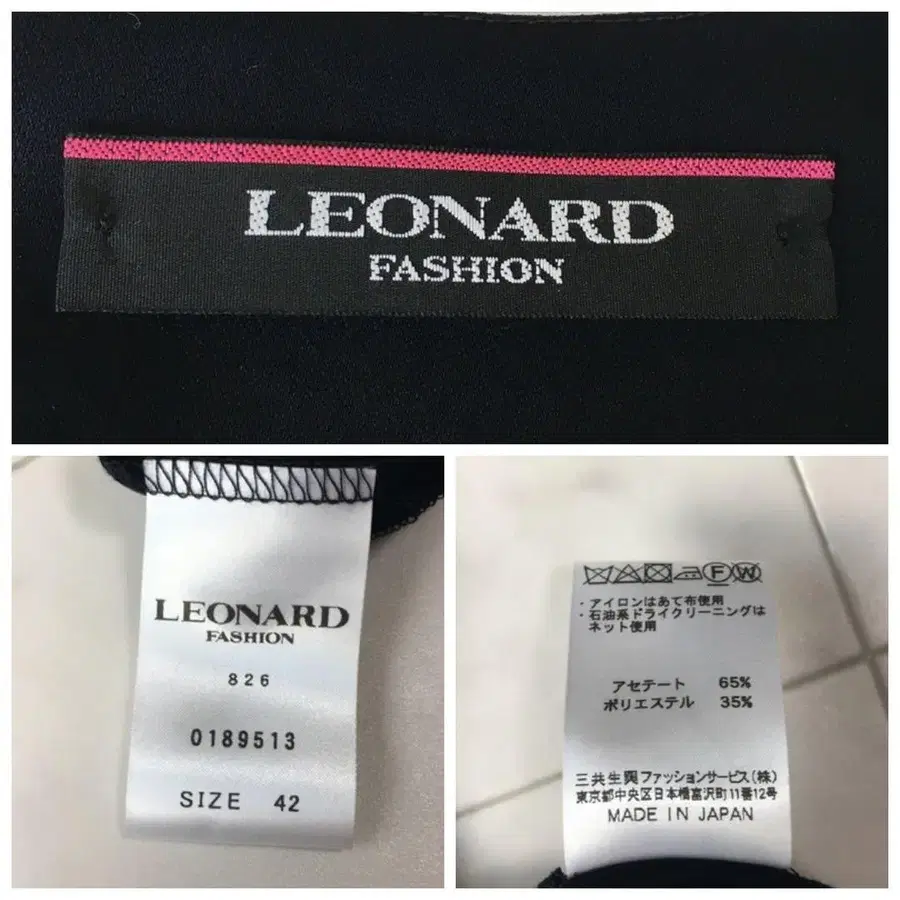 LEONARD
FASHION
LEONARD
FASHION
826
0189513
SIZE 42
F W
・アイロンはあて布使用
・石油系ドライクリーニングは
ネット使用
アセテート 65%
ポリエステル 35%
三共生興ファッションサービス(株)
東京都中央区日本橋富沢町11番12号
MADE IN JAPAN